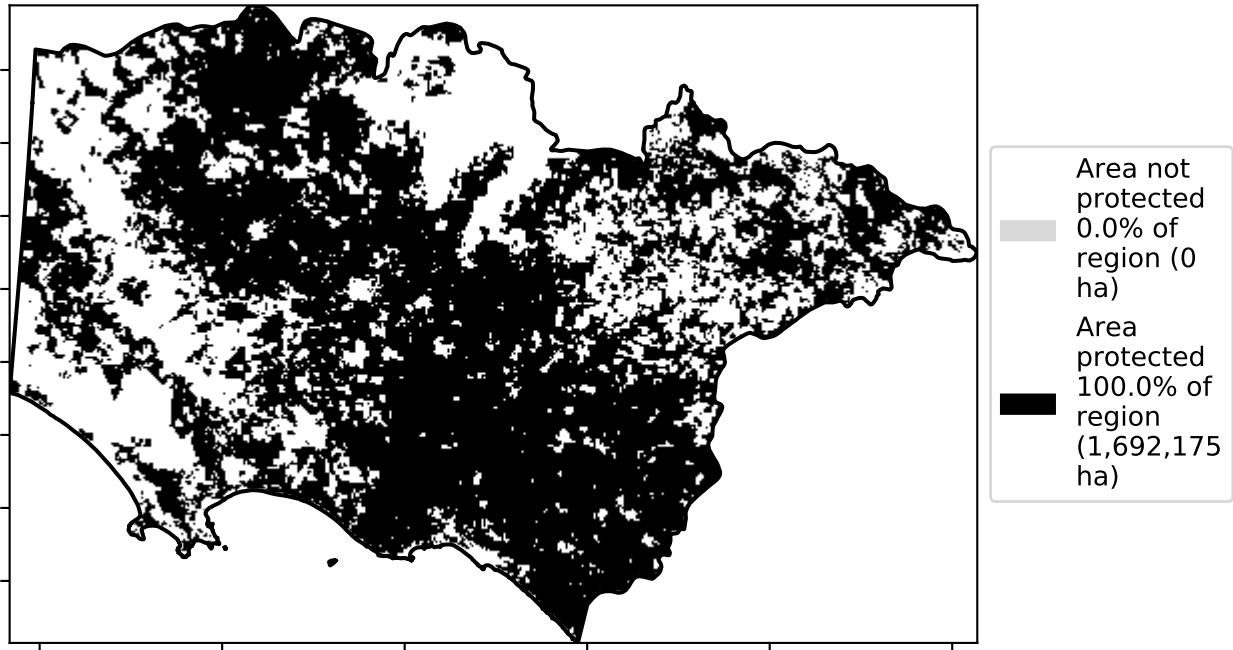 Area not
protected
0.0% of
region (0
ha)
Area
protected
100.0% of
region
(1,692,175
ha)